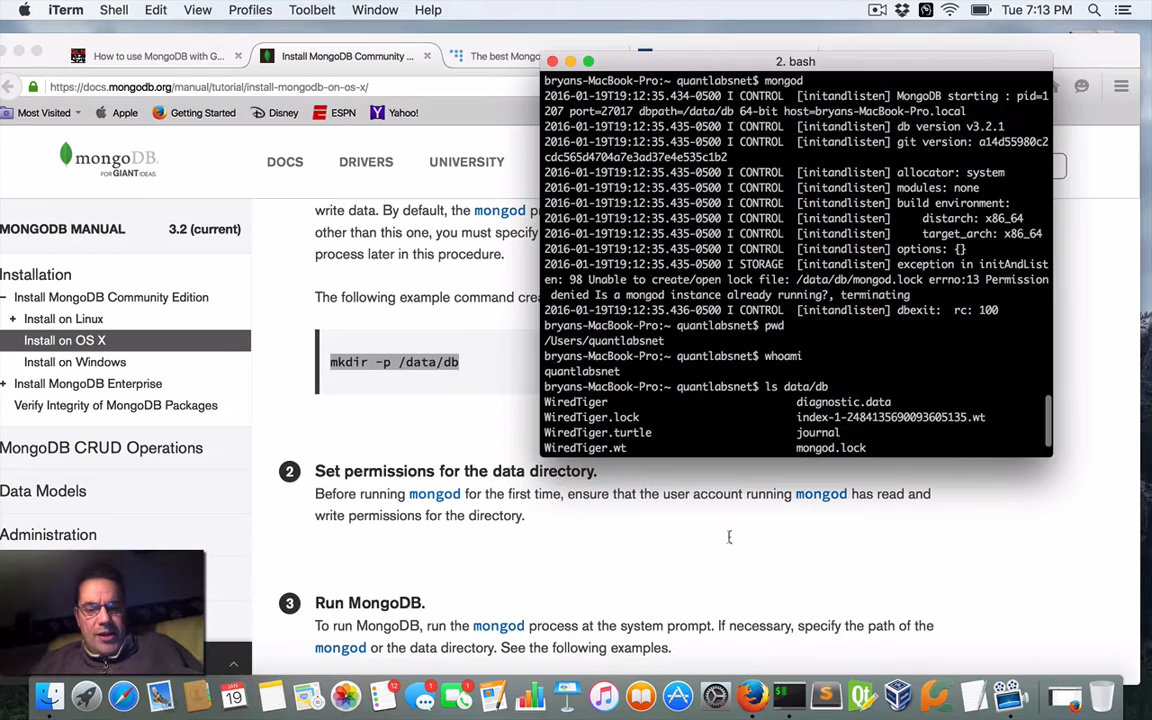 iTerm Shell Edit View Profiles Toolbelt Window Help Tue 7:13 PM
How to use MongoDB with G...
Install MongoDB Community ...
The best Mongo
https://docs.mongodb.org/manual/tutorial/install-mongodb-on-os-x/
Most Visited Apple Getting Started Disney ESPN Yahoo!
mongoDB.
FOR GIANT IDEAS
DOCS DRIVERS UNIVERSITY
MONGODB MANUAL 3.2 (current)
Installation
− Install MongoDB Community Edition
+ Install on Linux
Install on OS X
+ Install on Windows
+ Install MongoDB Enterprise
Verify Integrity of MongoDB Packages
MongoDB CRUD Operations
Data Models
Administration
write data. By default, the mongod
other than this one, you must specify
process later in this procedure.
The following example command
mkdir -p /data/db
2 Set permissions for the data directory.
Before running mongod for the first time, ensure that the user account running mongod has read and
write permissions for the directory.
3 Run MongoDB.
To run MongoDB, run the mongod process at the system prompt. If necessary, specify the path of the
mongod or the data directory. See the following examples.
2. bash
bryans-MacBook-Pro:~ quantlabsnet$ mongod
2016-01-19T19:12:35.434-0500 I CONTROL [initandlisten] MongoDB starting : pid=1
207 port=27017 dbpath=/data/db 64-bit host=bryans-MacBook-Pro.local
2016-01-19T19:12:35.435-0500 I CONTROL [initandlisten] db version v3.2.1
2016-01-19T19:12:35.435-0500 I CONTROL [initandlisten] git version: a14d55980c2
cdc565d4704a7e3ad37e4e535c1b2
2016-01-19T19:12:35.435-0500 I CONTROL [initandlisten] allocator: system
2016-01-19T19:12:35.435-0500 I CONTROL [initandlisten] modules: none
2016-01-19T19:12:35.435-0500 I CONTROL [initandlisten] build environment:
2016-01-19T19:12:35.435-0500 I CONTROL [initandlisten] distarch: x86_64
2016-01-19T19:12:35.435-0500 I CONTROL [initandlisten] target_arch: x86_64
2016-01-19T19:12:35.435-0500 I CONTROL [initandlisten] options: {}
2016-01-19T19:12:35.435-0500 I STORAGE [initandlisten] exception in initAndList
en: 98 Unable to create/open lock file: /data/db/mongod.lock errno:13 Permission
denied Is a mongod instance already running?, terminating
2016-01-19T19:12:35.436-0500 I CONTROL [initandlisten] dbexit: rc: 100
bryans-MacBook-Pro:~ quantlabsnet$ pwd
/Users/quantlabsnet
bryans-MacBook-Pro:~ quantlabsnet$ whoami
quantlabsnet
bryans-MacBook-Pro:~ quantlabsnet$ ls data/db
WiredTiger diagnostic.data
WiredTiger.lock index-1-2484135690093605135.wt
WiredTiger.turtle journal
WiredTiger.wt mongod.lock
JAN
19
12
1
1